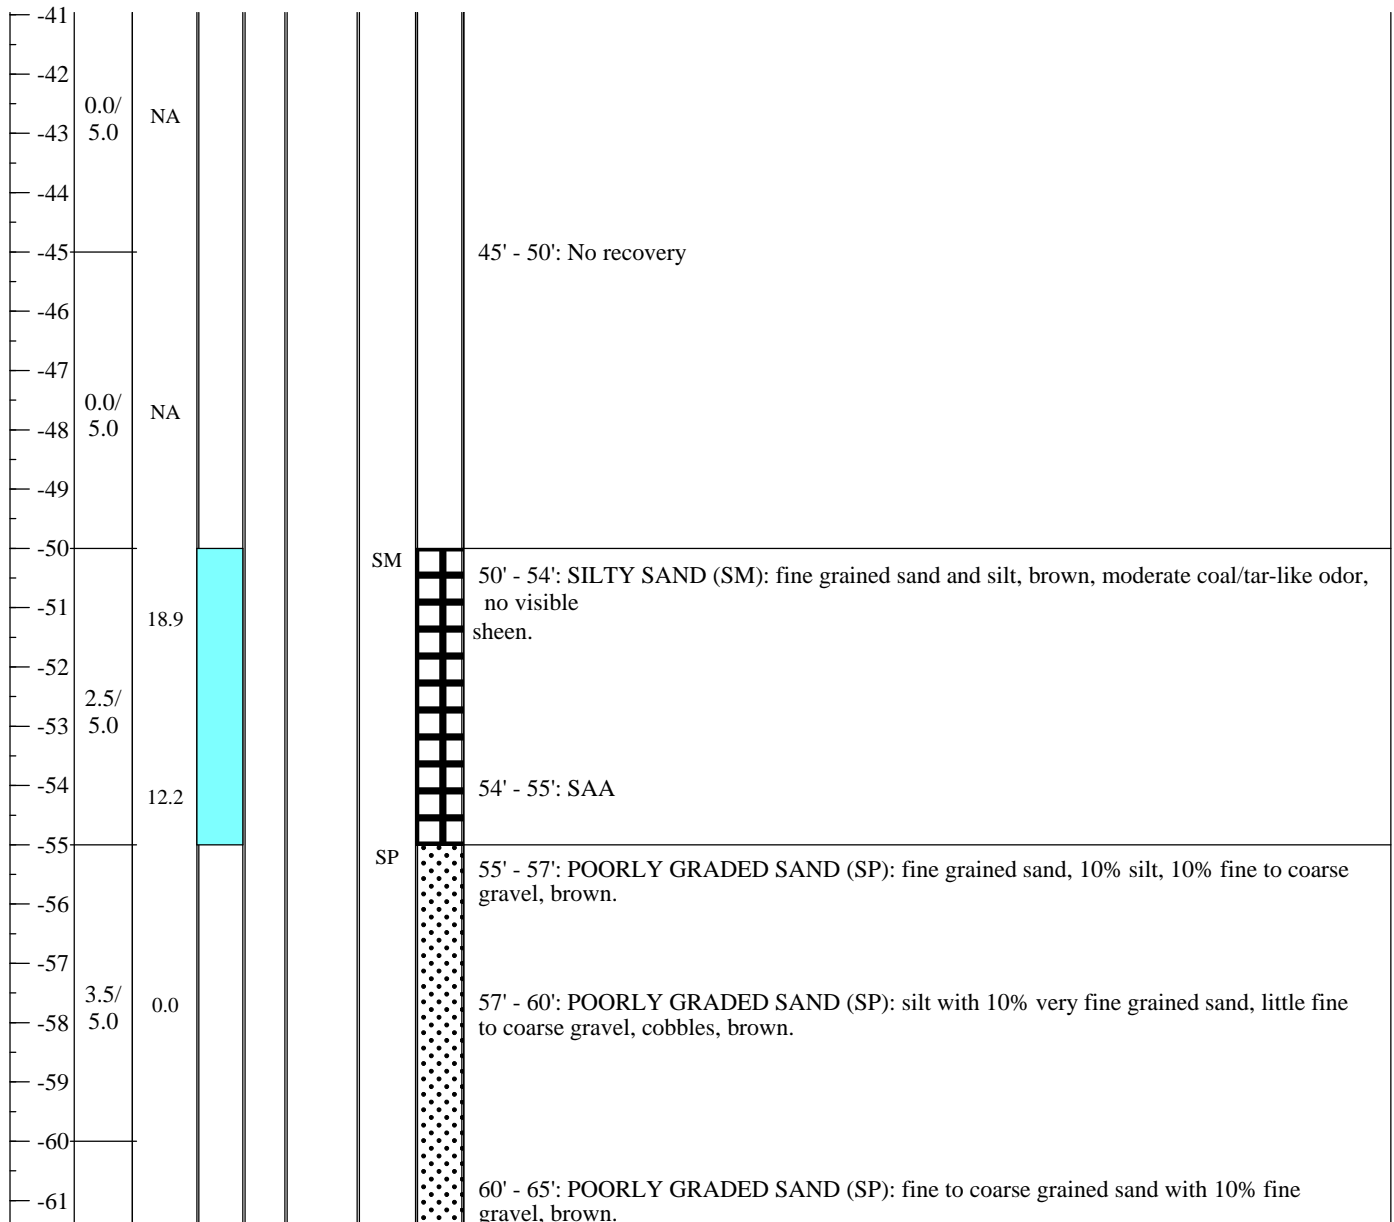 -41
-42
0.0/
5.0
NA
-43
-44
-45
45' - 50': No recovery
-46
-47
0.0/
5.0
NA
-48
-49
-50
SM
50' - 54': SILTY SAND (SM): fine grained sand and silt, brown, moderate coal/tar-like odor,
no visible
sheen.
-51
18.9
-52
2.5/
5.0
-53
-54
12.2
54' - 55': SAA
-55
SP
55' - 57': POORLY GRADED SAND (SP): fine grained sand, 10% silt, 10% fine to coarse
gravel, brown.
-56
-57
3.5/
5.0
0.0
57' - 60': POORLY GRADED SAND (SP): silt with 10% very fine grained sand, little fine
to coarse gravel, cobbles, brown.
-58
-59
-60
60' - 65': POORLY GRADED SAND (SP): fine to coarse grained sand with 10% fine
gravel, brown.
-61